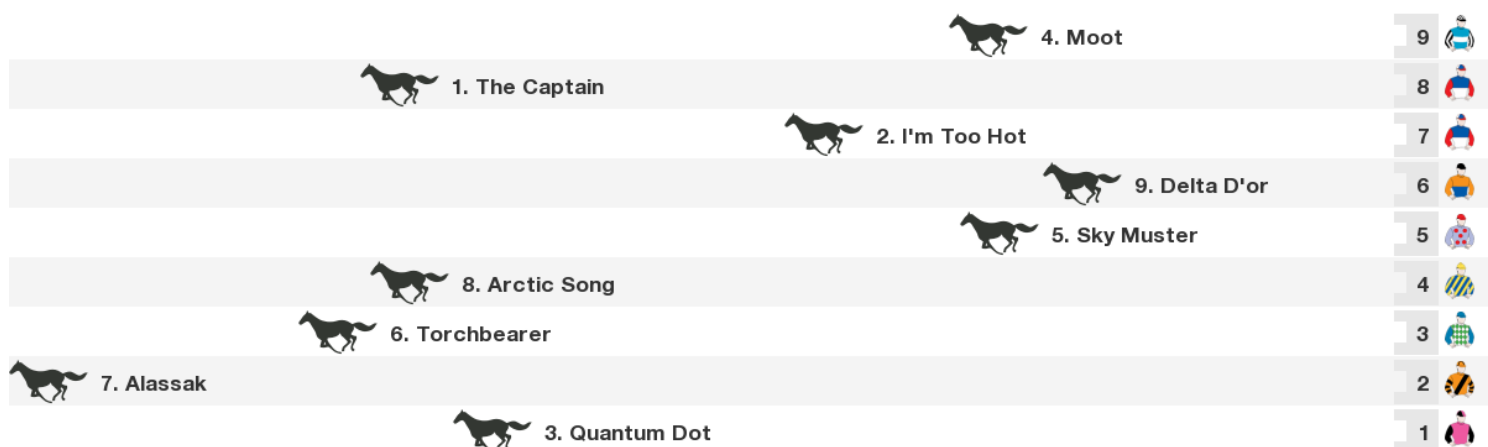 4. Moot 9
1. The Captain 8
2. I'm Too Hot 7
9. Delta D'or 6
5. Sky Muster 5
8. Arctic Song 4
6. Torchbearer 3
7. Alassak 2
3. Quantum Dot 1